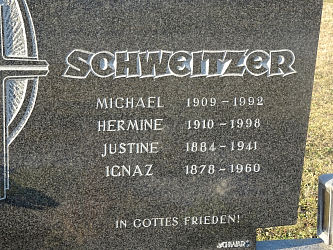 SCHWEITZER
MICHAEL 1909 - 1992
HERMINE 1910 - 1998
JUSTINE 1884 - 1941
IGNAZ 1878 - 1960
IN GOTTES FRIEDEN!